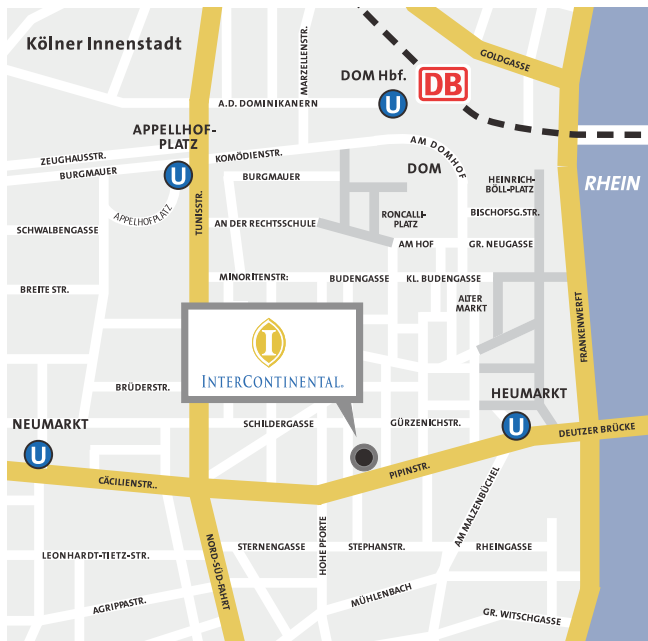 Kölner Innenstadt
MARZELLENSTR.
GOLDGASSE
DOM Hbf.
DB
U
A.D. DOMINIKANERN
APPELLHOF-
PLATZ
U
AM DOMHOF
ZEUGHAUSSTR.
KOMÖDIENSTR.
BURGMAUER
BURGMAUER
DOM
HEINRICH-
BÖLL-PLATZ
RHEIN
APPELHOFPLATZ
TUNISSTR.
RONCALLI-
PLATZ
BISCHOFSG.STR.
SCHWALBENGASSE
AN DER RECHTSSCHULE
AM HOF
GR. NEUGASSE
MINORITENSTR:
BUDENGASSE
KL. BUDENGASSE
BREITE STR.
ALTER
MARKT
FRANKENWERFT
I
INTERCONTINENTAL.
BRÜDERSTR.
HEUMARKT
NEUMARKT
SCHILDERGASSE
GÜRZENICHSTR.
U
DEUTZER BRÜCKE
U
PIPINSTR.
CÄCILIENSTR..
AM MALZENBÜCHEL
NORD-SÜD-FAHRT
HOHE PFORTE
STERNENGASSE
STEPHANSTR.
RHEINGASSE
LEONHARDT-TIETZ-STR.
MÜHLENBACH
AGRIPPASTR.
GR. WITSCHGASSE